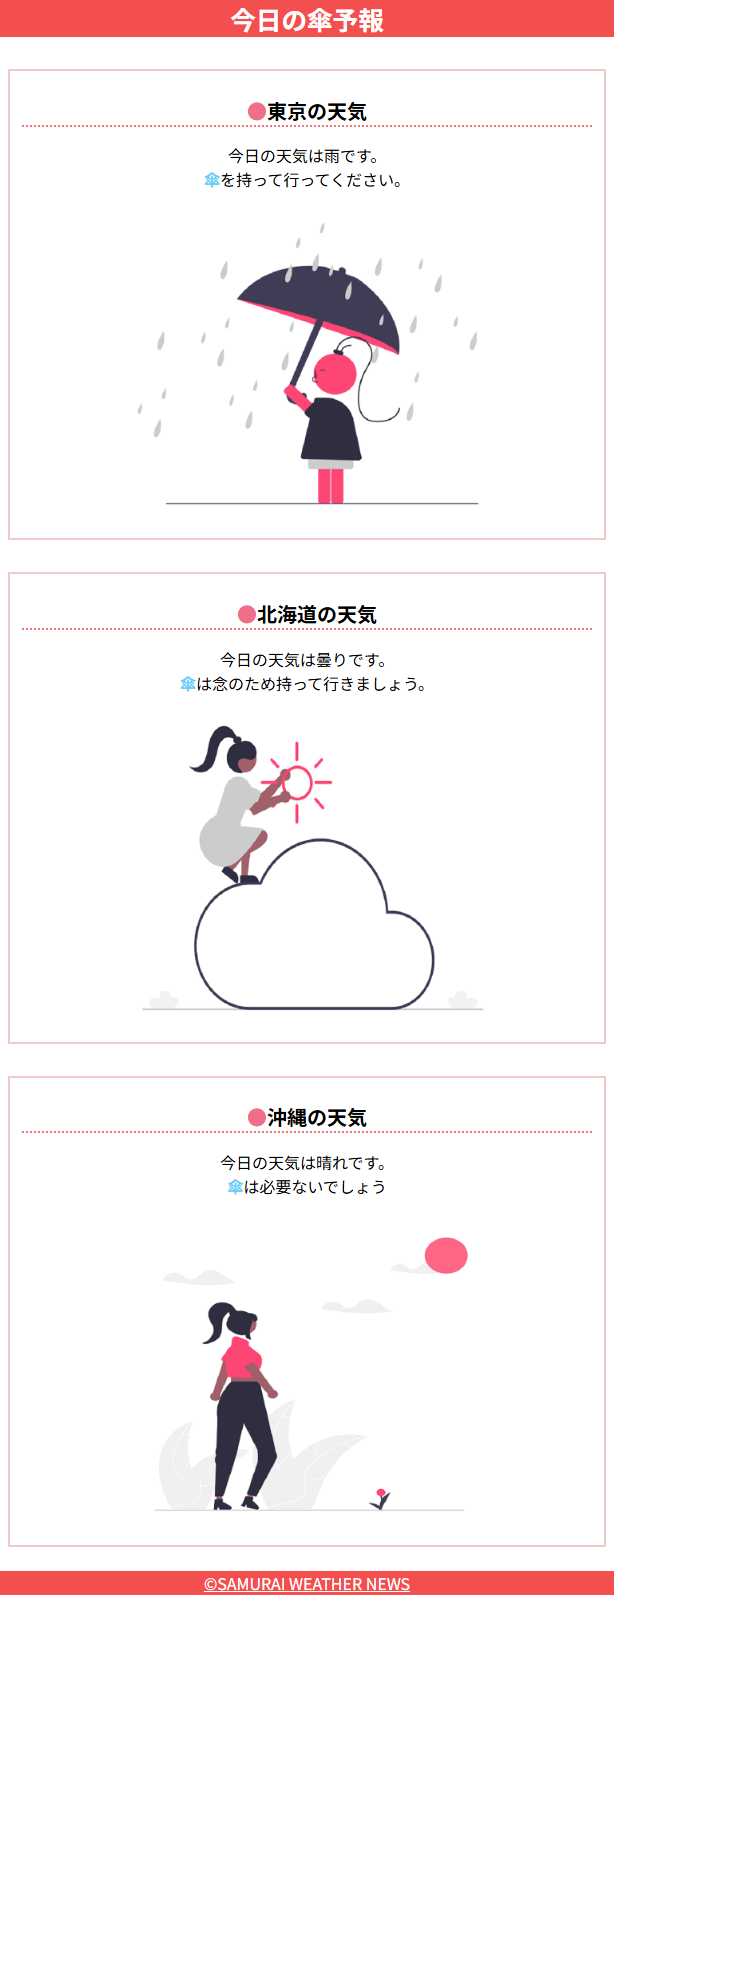 今日の傘予報
●東京の天気
今日の天気は雨です。
傘を持って行ってください。
●北海道の天気
今日の天気は曇りです。
傘は念のため持って行きましょう。
●沖縄の天気
今日の天気は晴れです。
傘は必要ないでしょう
©SAMURAI WEATHER NEWS